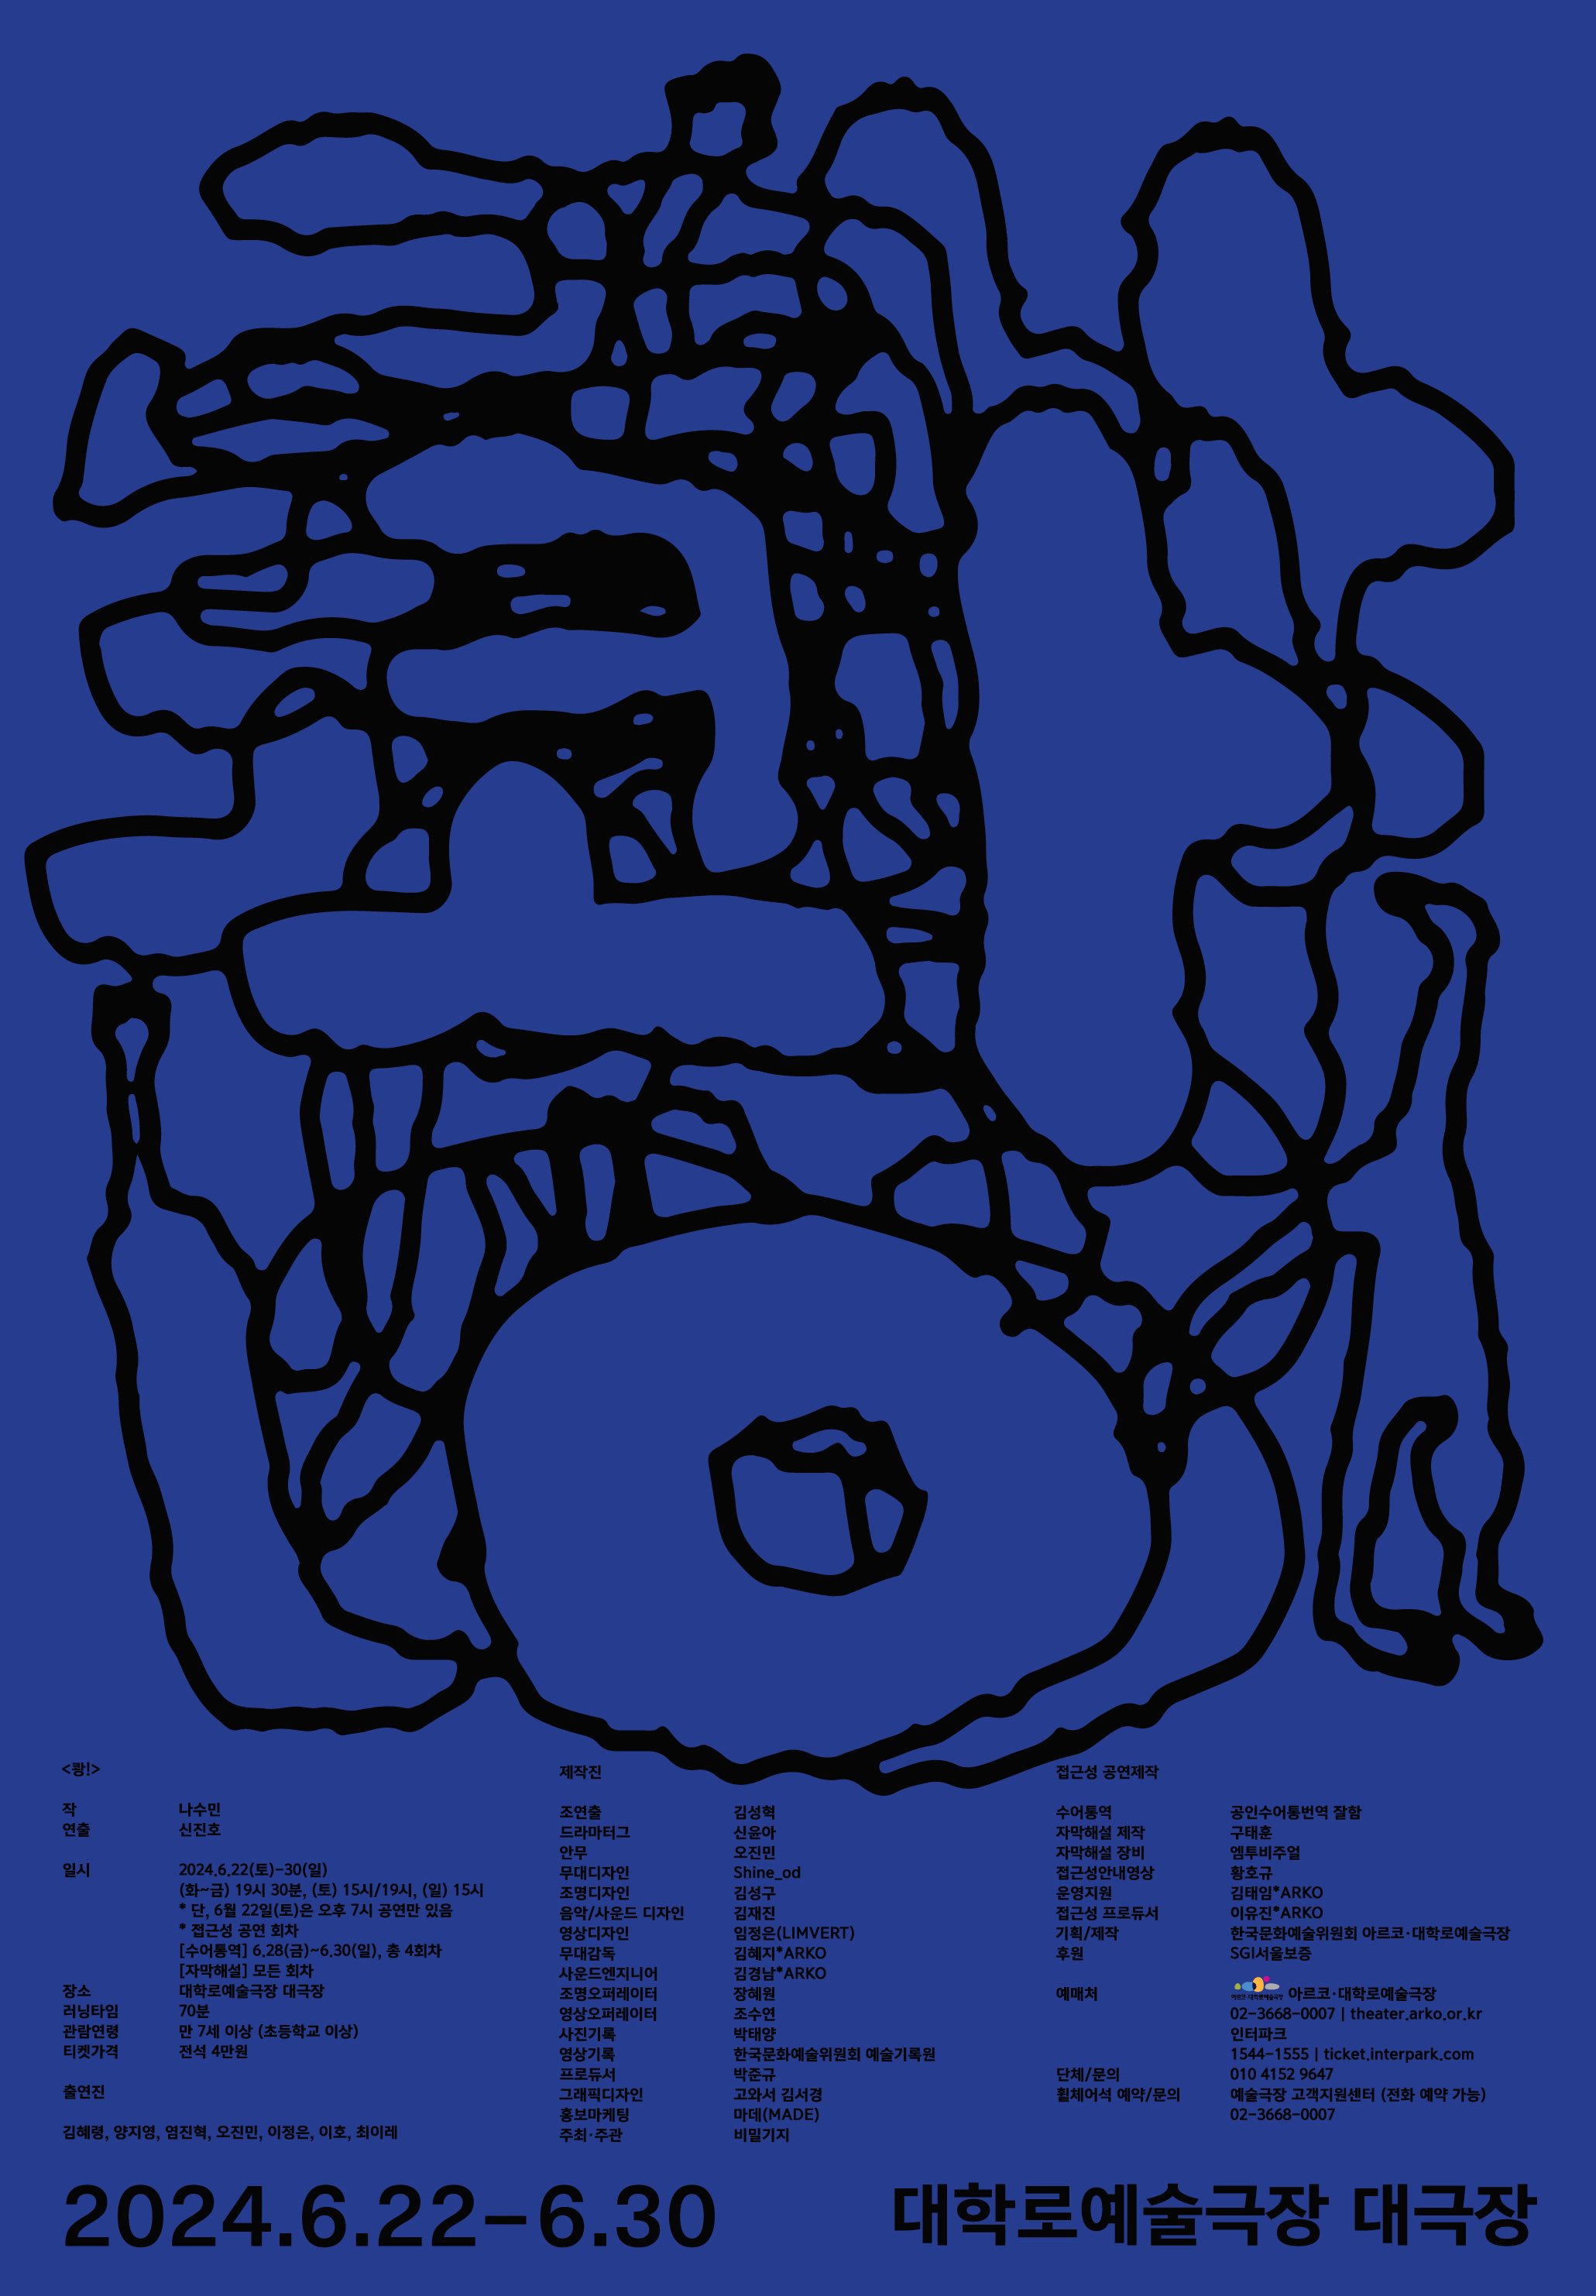 <쾅!>
작 나수민
연출 신진호
일시 2024.6.22(토)-30(일)
(화~금) 19시 30분, (토) 15시/19시, (일) 15시
* 단, 6월 22일(토)은 오후 7시 공연만 있음
* 접근성 공연 회차
[수어통역] 6.28(금)~6.30(일), 총 4회차
[자막해설] 모든 회차
장소 대학로예술극장 대극장
러닝타임 70분
관람연령 만 7세 이상 (초등학교 이상)
티켓가격 전석 4만원
출연진
김혜령, 양지영, 염진혁, 오진민, 이정은, 이호, 최이레
제작진
조연출 김성혁
드라마터그 신윤아
안무 오진민
무대디자인 Shine_od
조명디자인 김성구
음악/사운드 디자인 김재진
영상디자인 임정은(LIMVERT)
무대감독 김혜지*ARKO
사운드엔지니어 김경남*ARKO
조명오퍼레이터 장혜원
영상오퍼레이터 조수연
사진기록 박태양
영상기록 한국문화예술위원회 예술기록원
프로듀서 박준규
그래픽디자인 고와서 김서경
홍보마케팅 마데(MADE)
주최·주관 비밀기지
접근성 공연제작
수어통역 공인수어통번역 잘함
자막해설 제작 구태훈
자막해설 장비 엠투비주얼
접근성안내영상 황호규
운영지원 김태임*ARKO
접근성 프로듀서 이유진*ARKO
기획/제작 한국문화예술위원회 아르코·대학로예술극장
후원 SGI서울보증
예매처 아르코·대학로예술극장 아르코·대학로예술극장
02-3668-0007 | theater.arko.or.kr
인터파크
1544-1555 | ticket.interpark.com
단체/문의 010 4152 9647
휠체어석 예약/문의 예술극장 고객지원센터 (전화 예약 가능)
02-3668-0007
2024.6.22-6.30 대학로예술극장 대극장